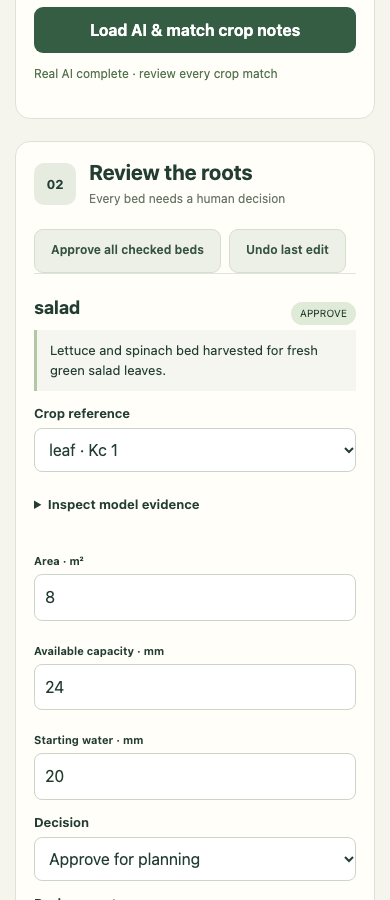 Load AI & match crop notes
Real AI complete · review every crop match
02
Review the roots
Every bed needs a human decision
Approve all checked beds
Undo last edit
salad
APPROVE
Lettuce and spinach bed harvested for fresh
green salad leaves.
Crop reference
leaf · Kc 1
Inspect model evidence
Area · m²
8
Available capacity · mm
24
Starting water · mm
20
Decision
Approve for planning